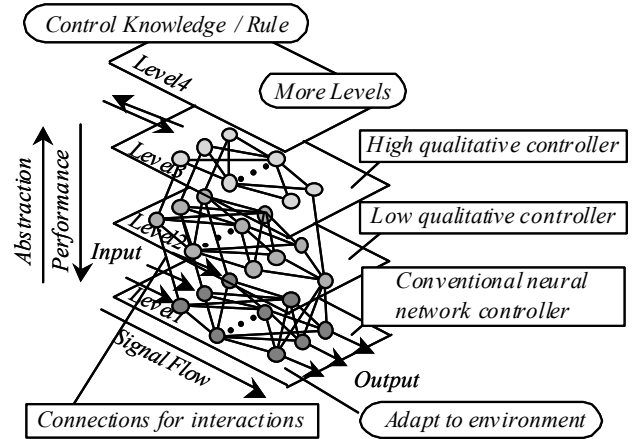 Control Knowledge / Rule
Level4
More Levels
Level3
High qualitative controller
Abstraction
Performance
Low qualitative controller
Input
Level2
Conventional neural
network controller
Level1
Signal Flow
Output
Connections for interactions
Adapt to environment